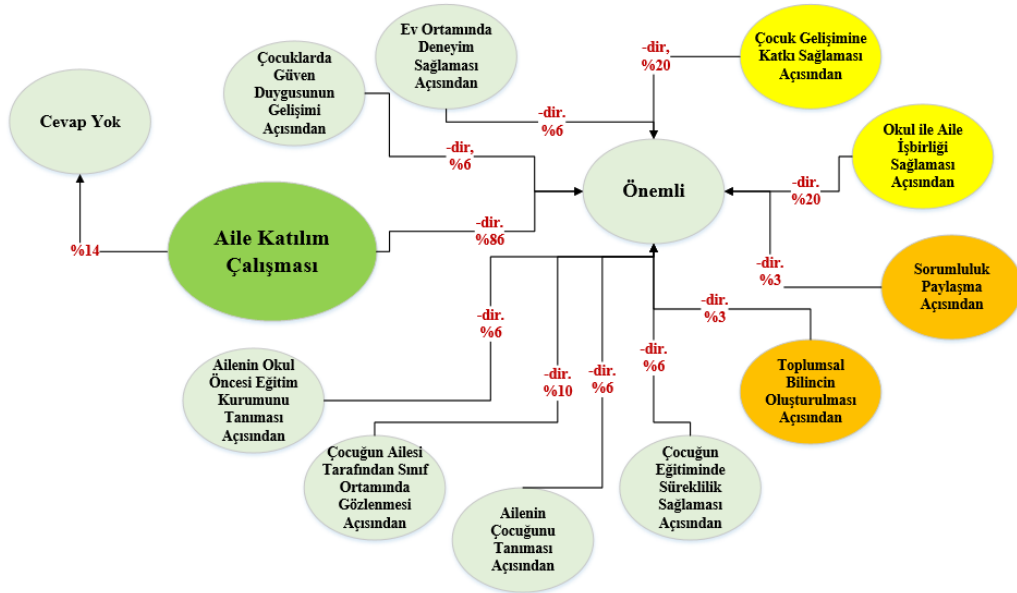 Ev Ortamında
Deneyim
Sağlaması
Açısından
Çocuk Gelişimine
Katkı Sağlaması
Açısından
Çocuklarda
Güven
Duygusunun
Gelişimi
Açısından
-dir,
%20
Cevap Yok
-dir.
%6
Okul ile Aile
İşbirliği
Sağlaması
Açısından
-dir,
%6
Önemli
-dir.
%20
Aile Katılım
Çalışması
-dir.
%86
%14
-dir.
%3
Sorumluluk
Paylaşma
Açısından
-dir.
%6
-dir.
%3
-dir.
%10
-dir.
%6
-dir.
%6
Ailenin Okul
Öncesi Eğitim
Kurumunu
Tanıması
Açısından
Toplumsal
Bilincin
Oluşturulması
Açısından
Çocuğun Ailesi
Tarafından Sınıf
Ortamında
Gözlenmesi
Açısından
Çocuğun
Eğitiminde
Süreklilik
Sağlaması
Açısından
Ailenin
Çocuğunu
Tanıması
Açısından